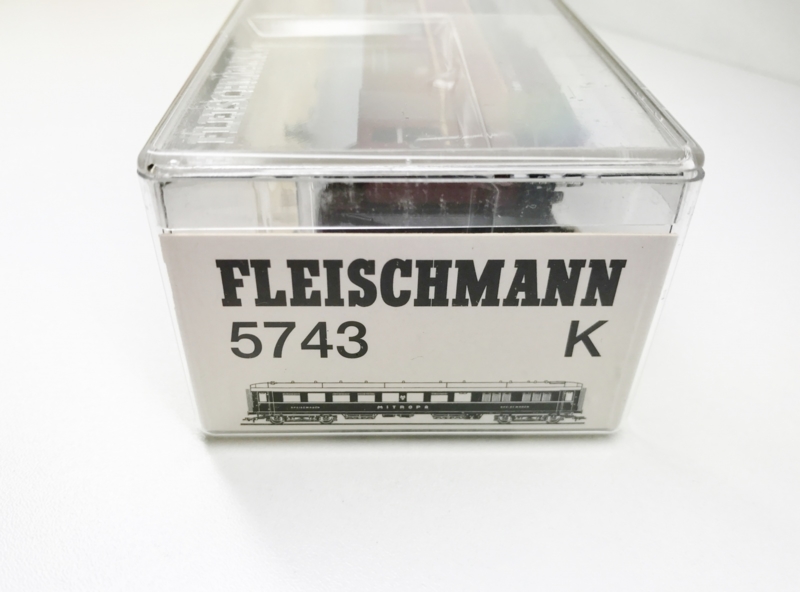 FLEISCHMANN
5743 K
MITROPA